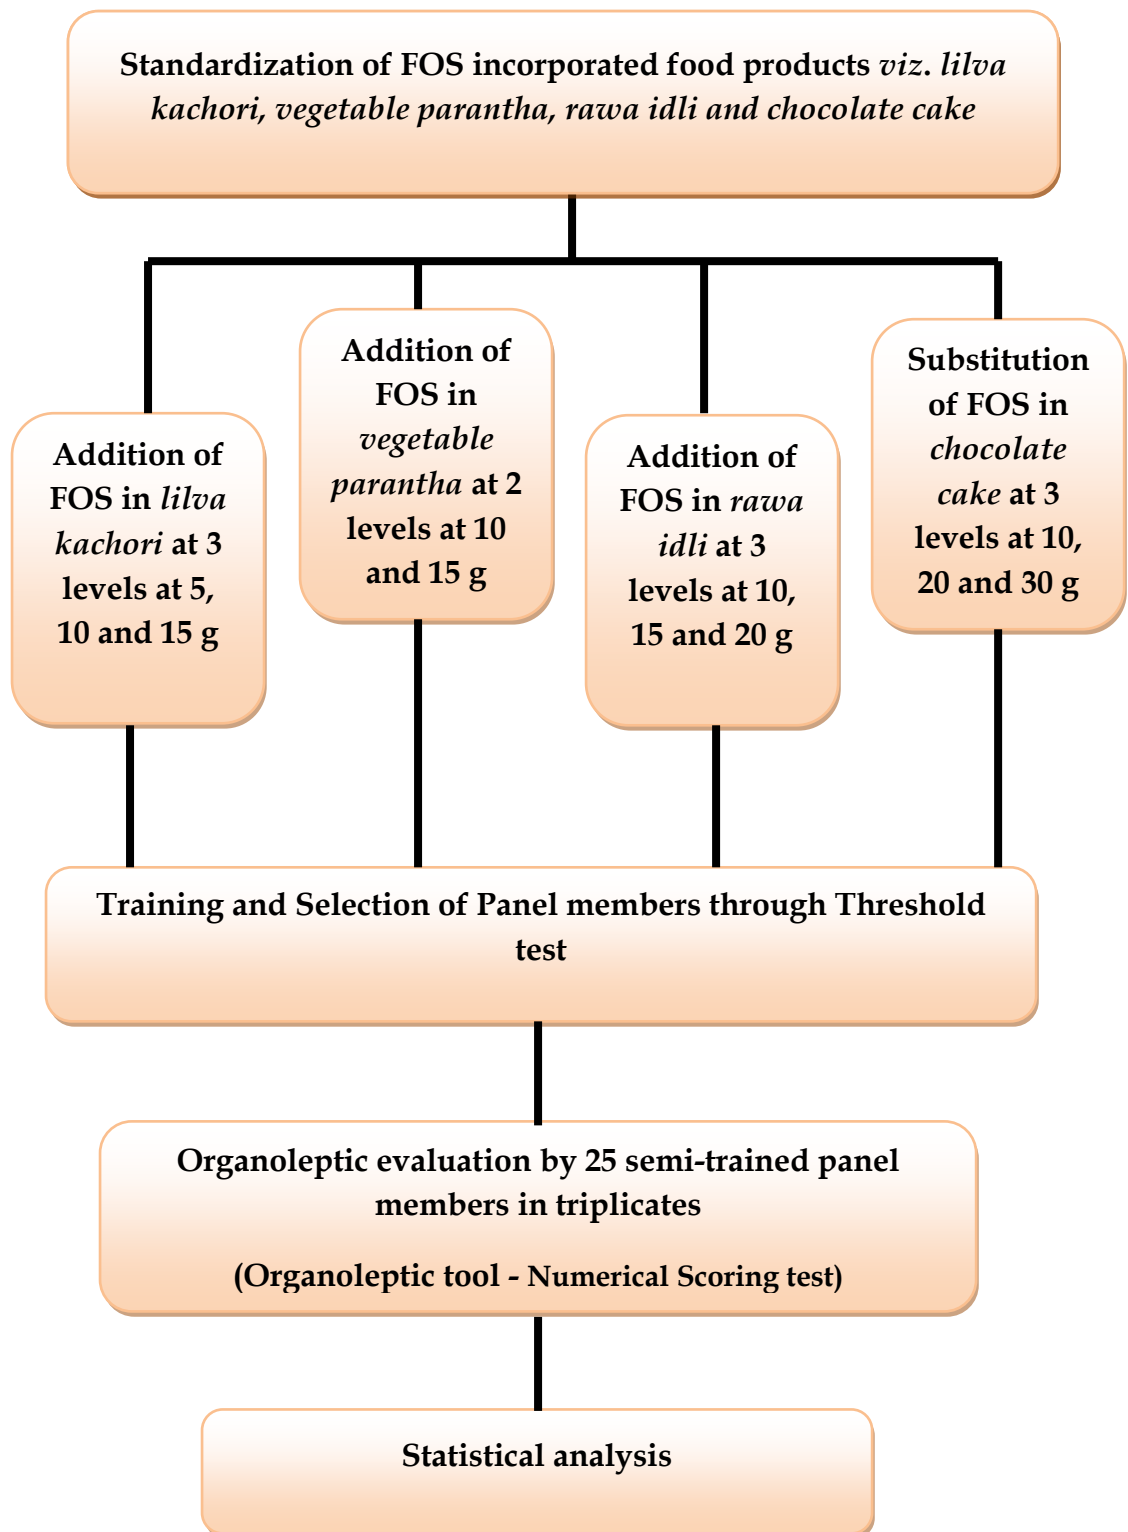 Standardization of FOS incorporated food products viz. lilva
kachori, vegetable parantha, rawa idli and chocolate cake
Addition of
FOS in lilva
kachori at 3
levels at 5,
10 and 15 g
Addition of
FOS in
vegetable
parantha at 2
levels at 10
and 15 g
Addition of
FOS in rawa
idli at 3
levels at 10,
15 and 20 g
Substitution
of FOS in
chocolate
cake at 3
levels at 10,
20 and 30 g
Training and Selection of Panel members through Threshold
test
Organoleptic evaluation by 25 semi-trained panel
members in triplicates
(Organoleptic tool - Numerical Scoring test)
Statistical analysis